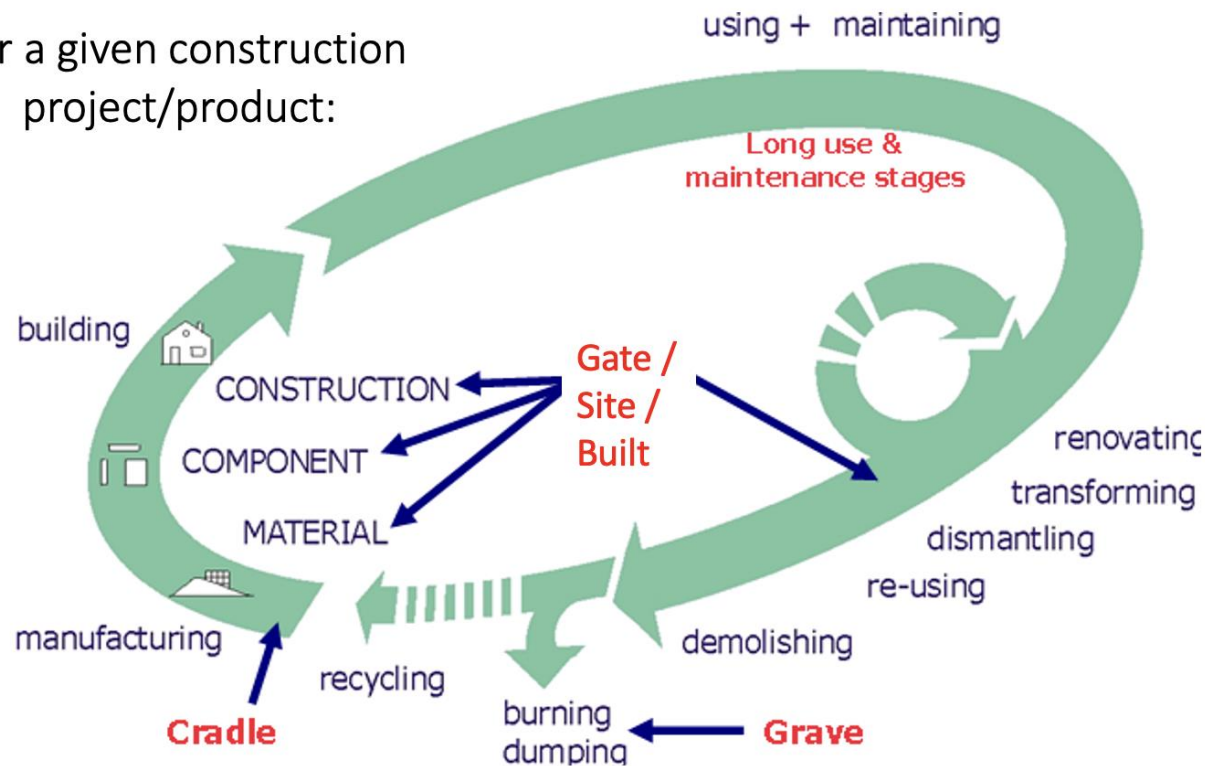 r a given construction
project/product:
using + maintaining
Long use &
maintenance stages
building
CONSTRUCTION
COMPONENT
MATERIAL
Gate /
Site /
Built
renovating
transforming
dismantling
re-using
demolishing
manufacturing
recycling
burning
dumping
Cradle
Grave